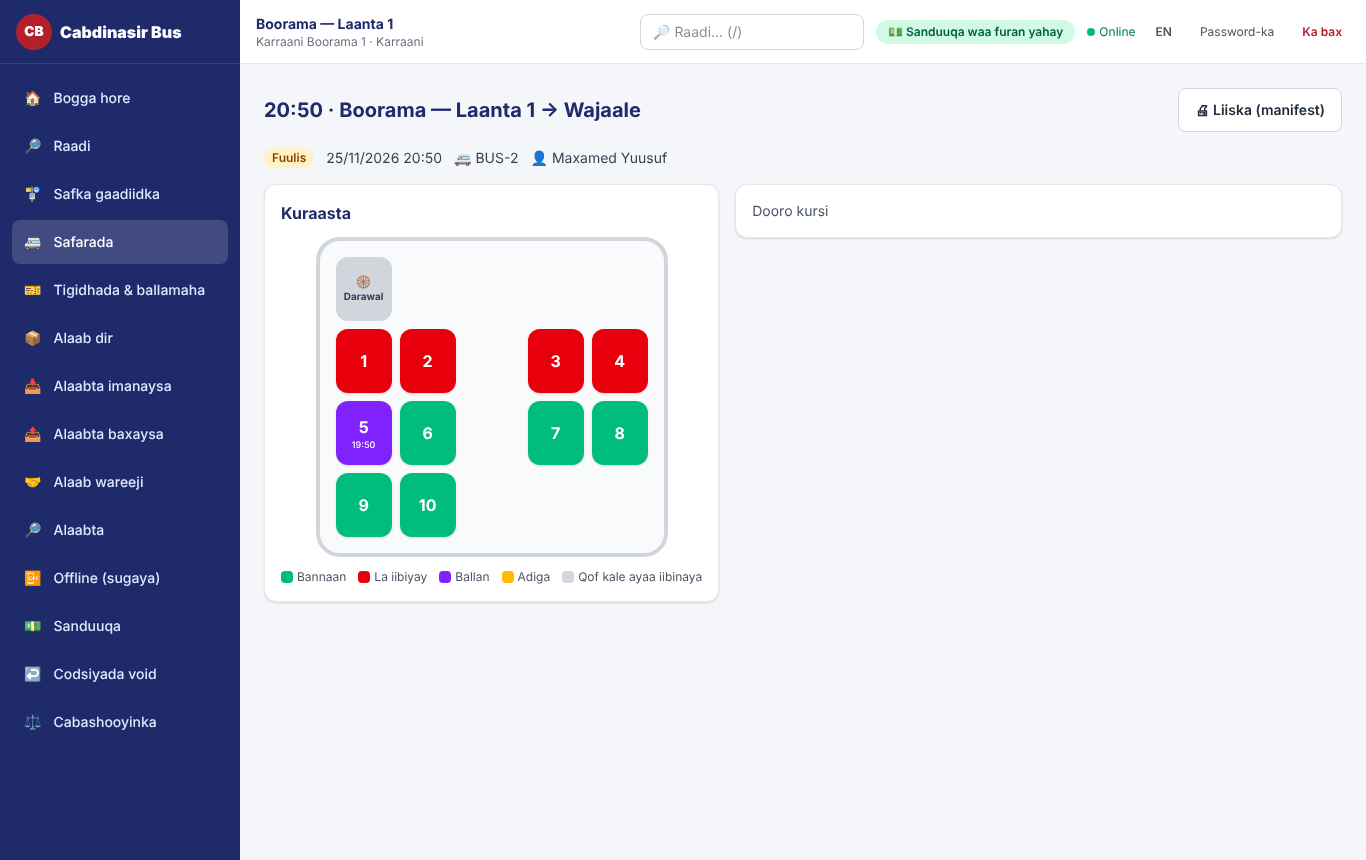 CB Cabdinasir Bus
Boorama — Laanta 1
Karraani Boorama 1 · Karraani
Raadi... (/)
Sanduuqa waa furan yahay
Online
EN
Password-ka
Ka bax
Bogga hore
Raadi
Safka gaadiidka
Safarada
Tigidhada & ballamaha
Alaab dir
Alaabta imanaysa
Alaabta baxaysa
Alaab wareeji
Alaabta
Offline (sugaya)
Sanduuqa
Codsiyada void
Cabashooyinka
20:50 · Boorama — Laanta 1 → Wajaale
Liiska (manifest)
Fuulis 25/11/2026 20:50 BUS-2 Maxamed Yuusuf
Kuraasta
Darawal
1 2 3 4
5 6 7 8
19:50
9 10
Bannaan La iibiyay Ballan Adiga Qof kale ayaa iibinaya
Dooro kursi